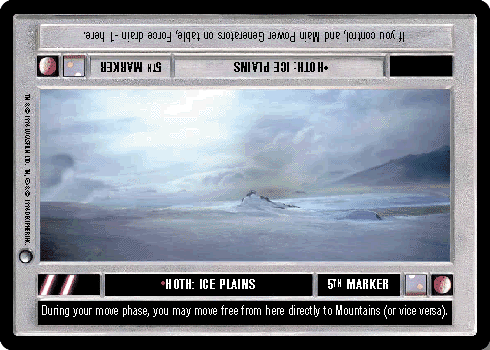 If you control, and Main Power Generators on table, Force drain -1 here.
•HOTH: ICE PLAINS
5TH MARKER
•HOTH: ICE PLAINS
5TH MARKER
During your move phase, you may move free from here directly to Mountains (or vice versa).